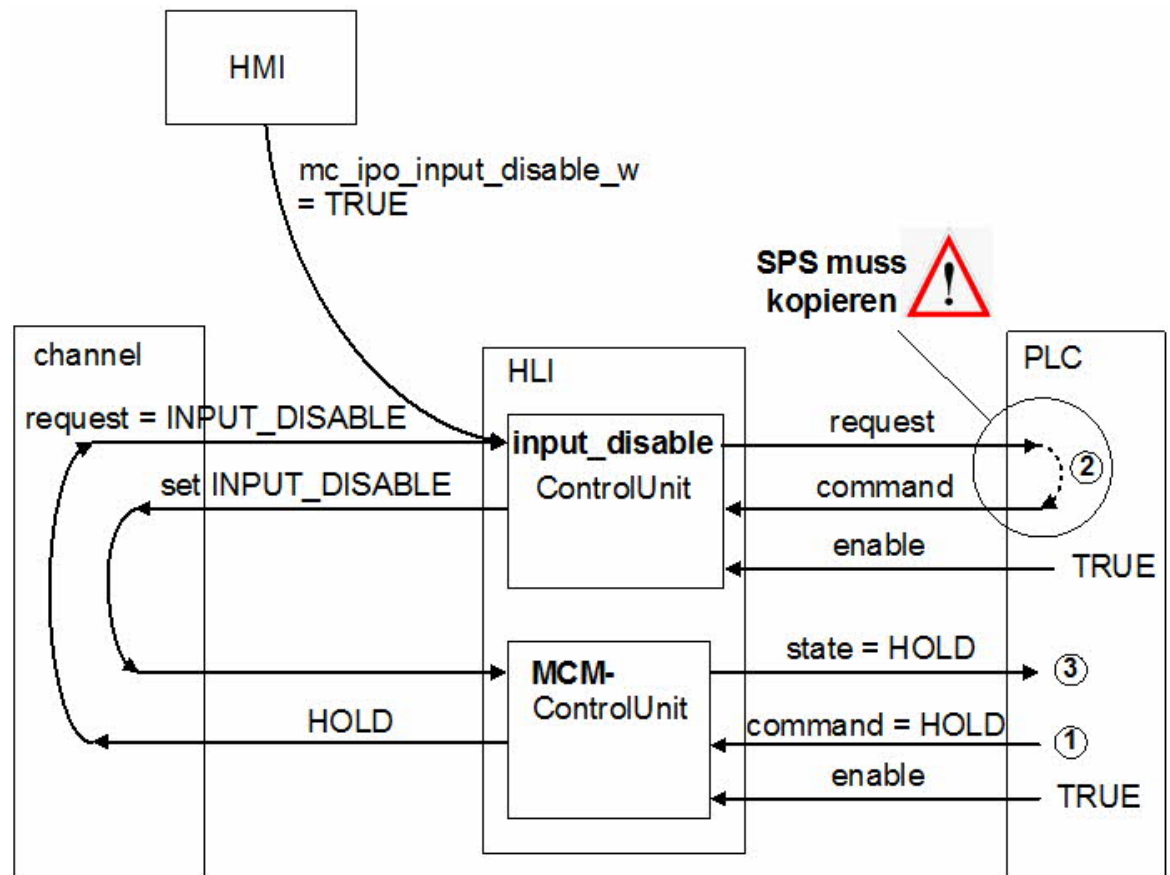 HMI
mc_ipo_input_disable_w
= TRUE
SPS muss
kopieren
!
channel
HLI
PLC
request = INPUT_DISABLE
input_disable
ControlUnit
request
set INPUT_DISABLE
command
2
enable
TRUE
MCM-
ControlUnit
state = HOLD
3
HOLD
command = HOLD
1
enable
TRUE